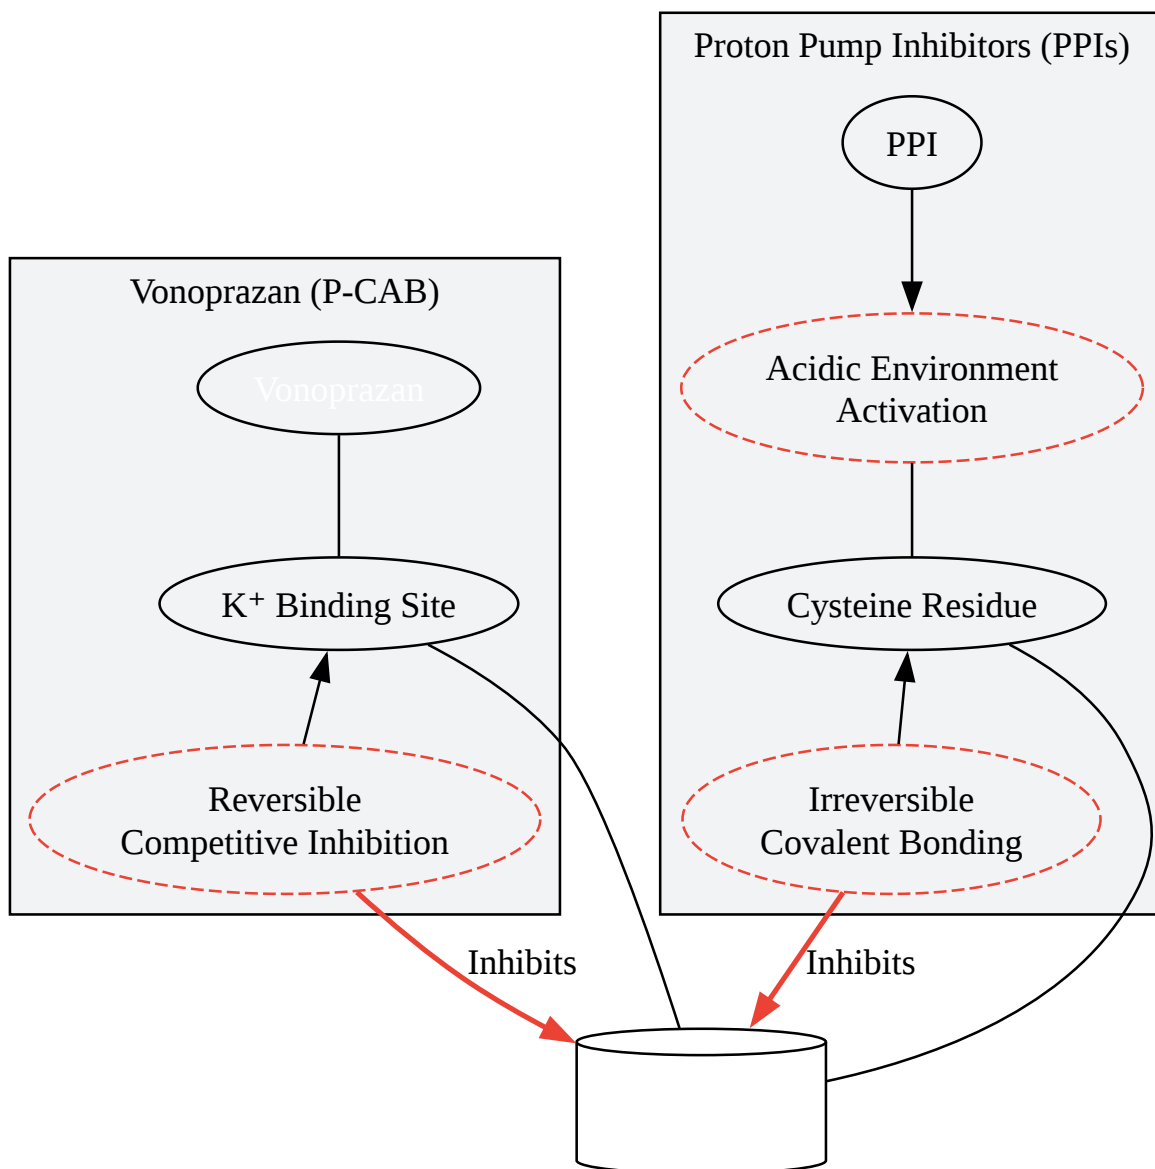 Proton Pump Inhibitors (PPIs)
PPI
Vonoprazan (P-CAB)
Acidic Environment
Activation
Vonoprazan
K⁺ Binding Site
Cysteine Residue
Reversible
Competitive Inhibition
Irreversible
Covalent Bonding
Inhibits
Inhibits